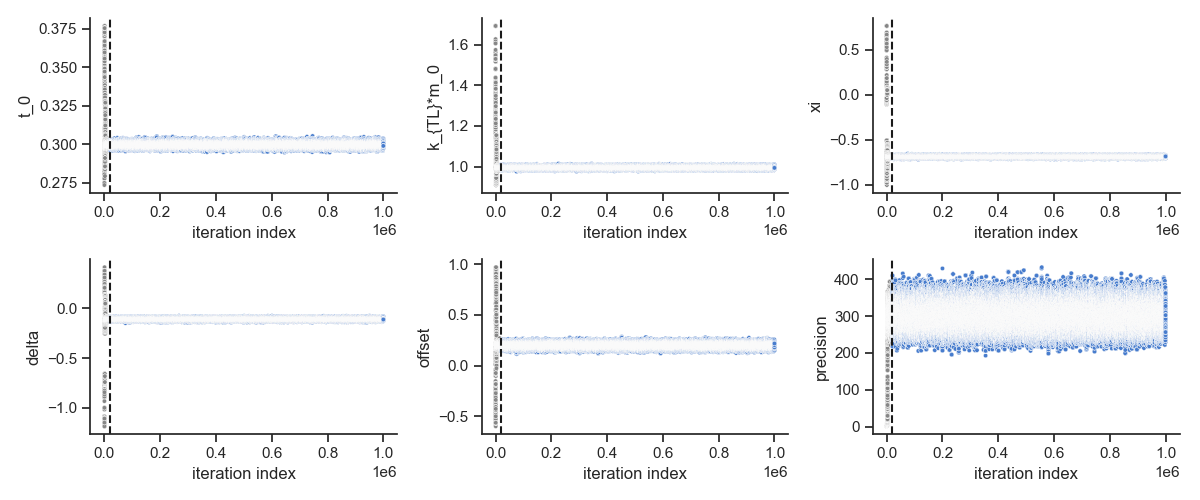 t_0
0.375
0.350
0.325
0.300
0.275
0.0 0.2 0.4 0.6 0.8 1.0
iteration index
1e6
k_{TL}*m_0
1.6
1.4
1.2
1.0
0.0 0.2 0.4 0.6 0.8 1.0
iteration index
1e6
xi
0.5
0.0
−0.5
−1.0
0.0 0.2 0.4 0.6 0.8 1.0
iteration index
1e6
delta
0.0
−0.5
−1.0
0.0 0.2 0.4 0.6 0.8 1.0
iteration index
1e6
offset
1.0
0.5
0.0
−0.5
0.0 0.2 0.4 0.6 0.8 1.0
iteration index
1e6
precision
400
300
200
100
0
0.0 0.2 0.4 0.6 0.8 1.0
iteration index
1e6